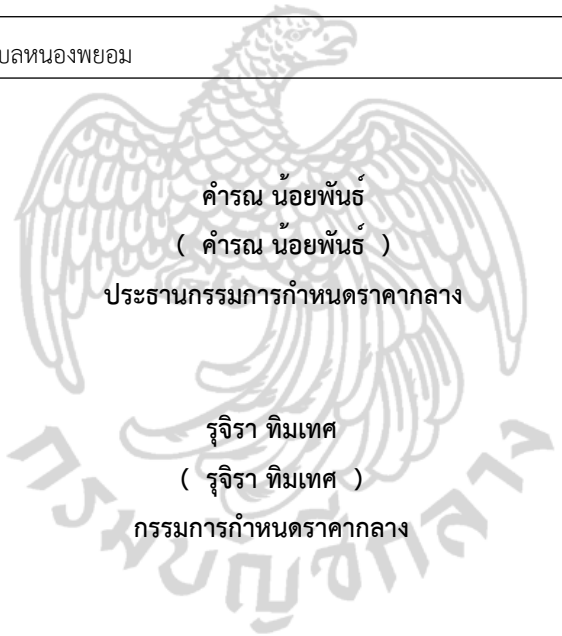 บลหนองพยอม
คำรณ น้อยพันธ์
( คำรณ น้อยพันธ์ )
ประธานกรรมการกำหนดราคากลาง
รุจิรา ทิมเทศ
( รุจิรา ทิมเทศ )
กรรมการกำหนดราคากลาง
กรมบัญชีกลาง